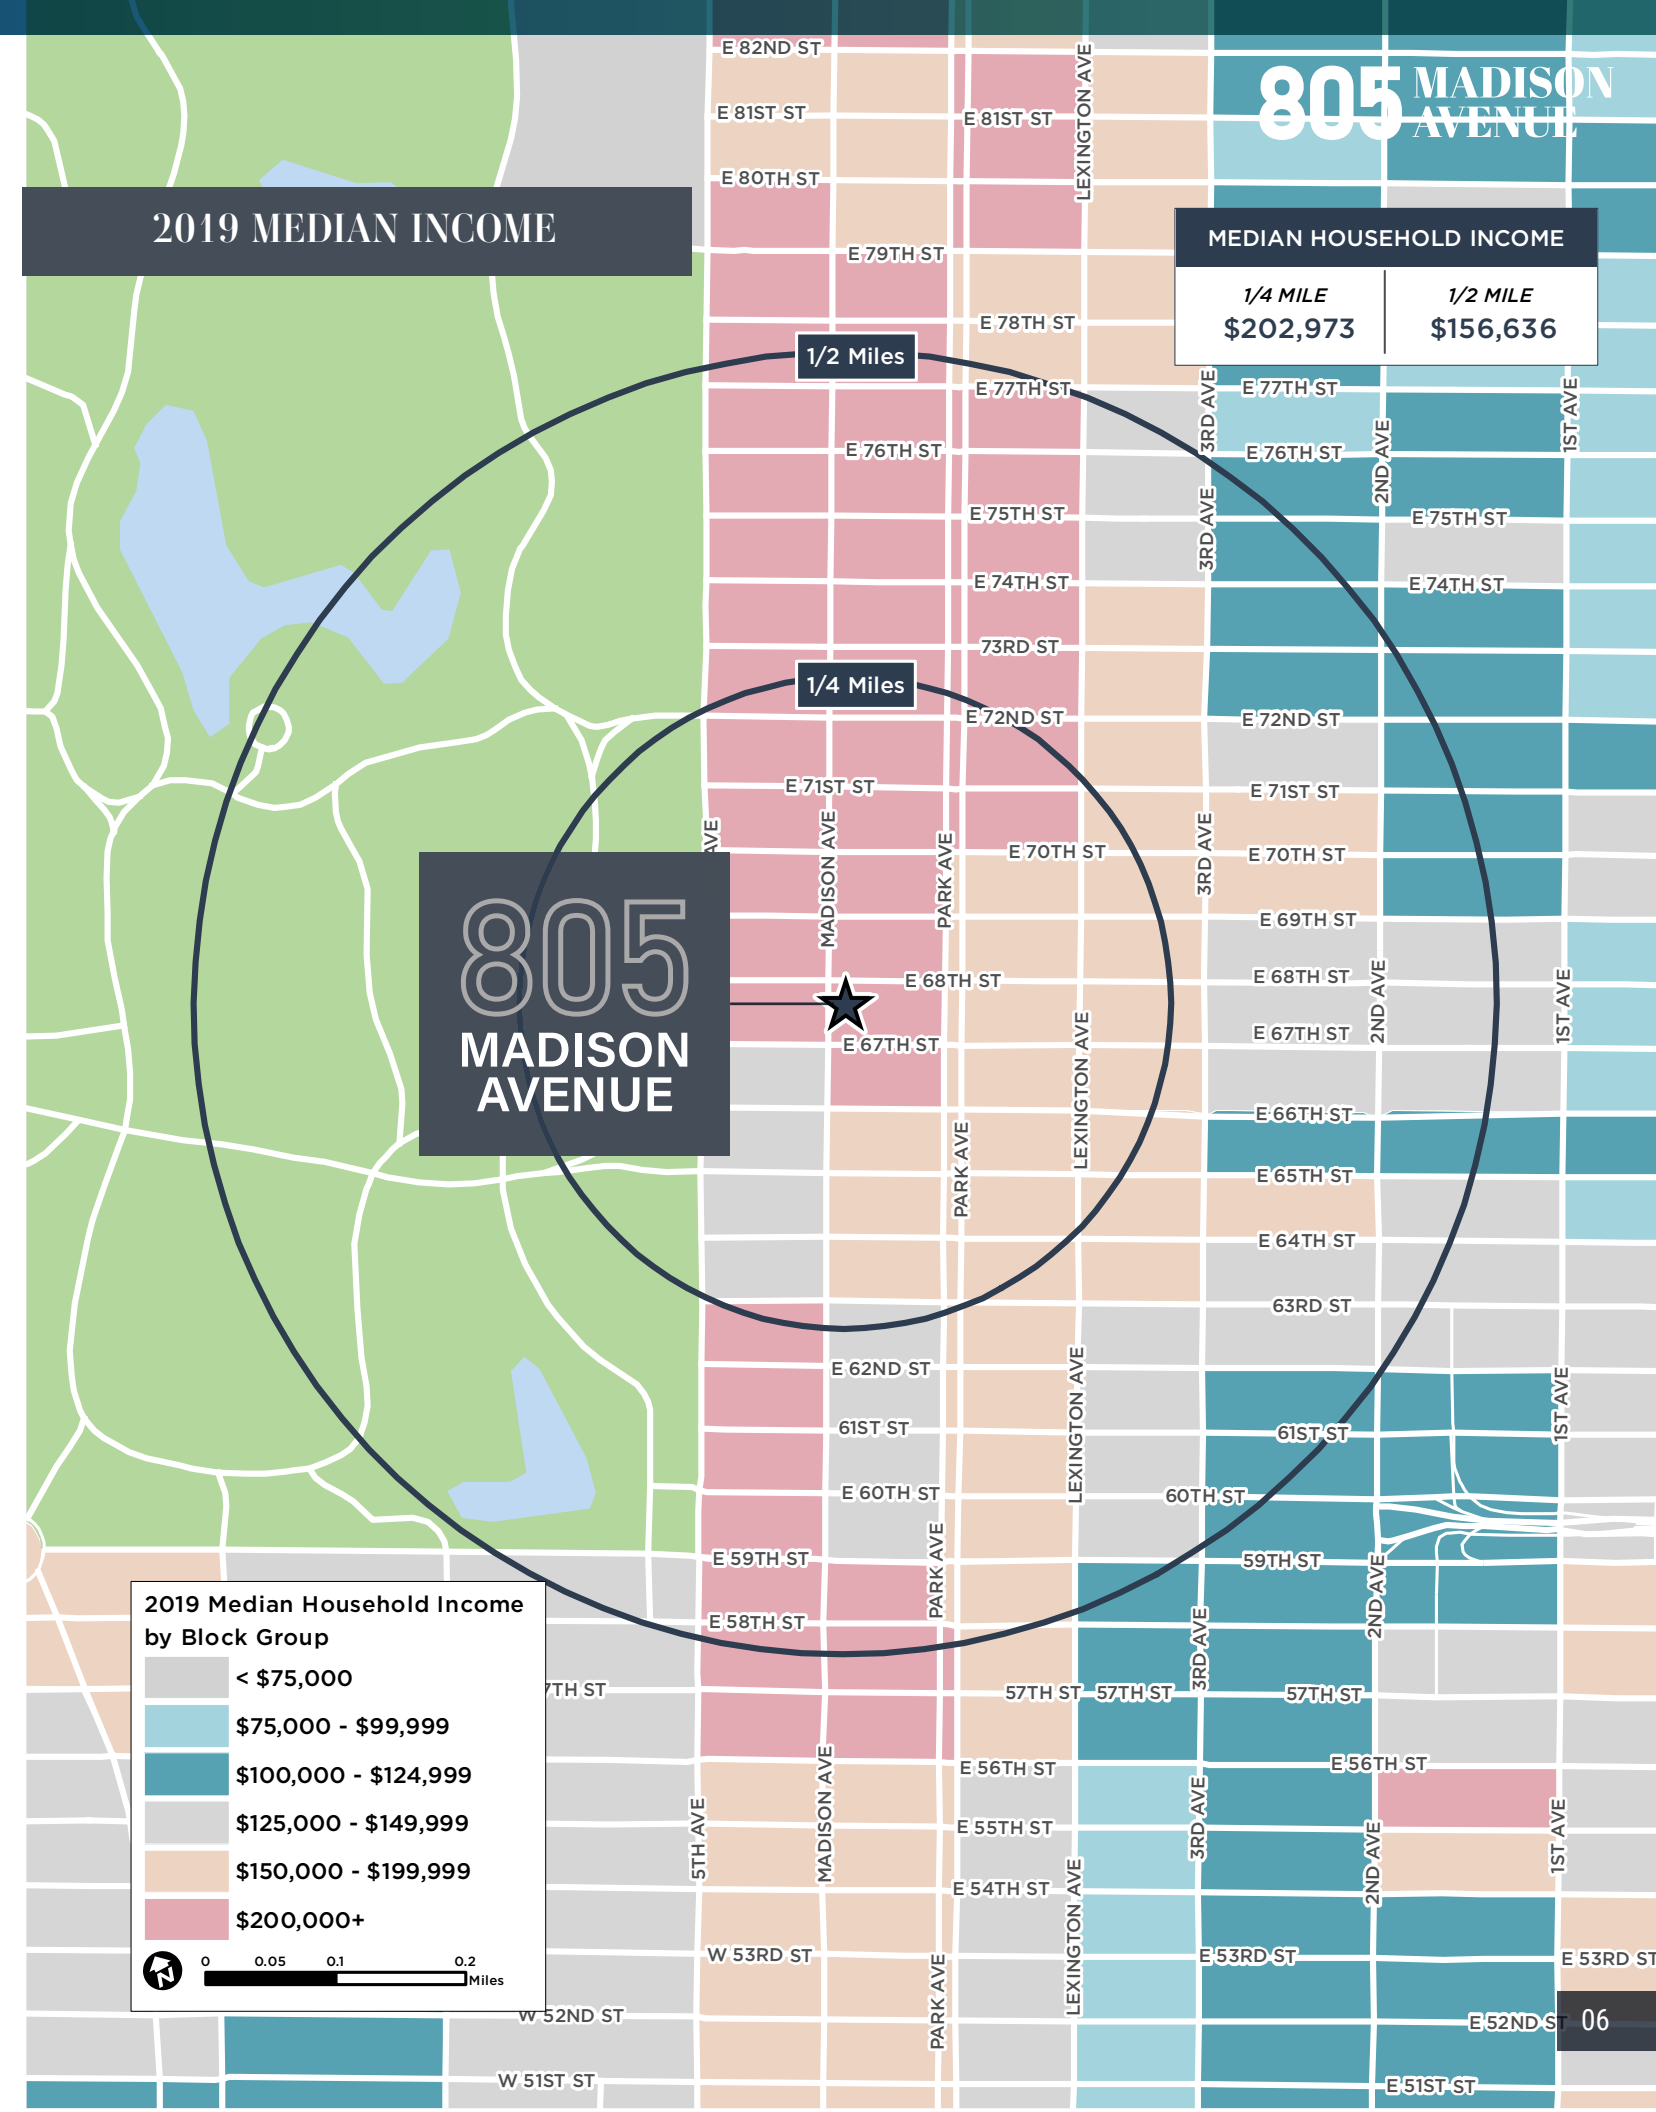 E 82ND ST
LEXINGTON AVE
805 MADISON
AVENUE
E 81ST ST
E 81ST ST
E 80TH ST
2019 MEDIAN INCOME
MEDIAN HOUSEHOLD INCOME
1/4 MILE
1/2 MILE
$202,973
$156,636
E 79TH ST
E 78TH ST
1/2 Miles
E 77TH ST
3RD AVE
E 77TH ST
1ST AVE
E 76TH ST
E 76TH ST
2ND AVE
E 75TH ST
3RD AVE
E 75TH ST
E 74TH ST
E 74TH ST
73RD ST
1/4 Miles
E 72ND ST
E 72ND ST
E 71ST ST
E 71ST ST
AVE
MADISON AVE
PARK AVE
E 70TH ST
3RD AVE
E 70TH ST
E 69TH ST
805
MADISON
AVENUE
E 68TH ST
E 68TH ST
2ND AVE
1ST AVE
E 67TH ST
E 67TH ST
LEXINGTON AVE
E 66TH ST
PARK AVE
E 65TH ST
E 64TH ST
63RD ST
E 62ND ST
LEXINGTON AVE
1ST AVE
61ST ST
61ST ST
E 60TH ST
60TH ST
E 59TH ST
PARK AVE
59TH ST
2ND AVE
E 58TH ST
3RD AVE
7TH ST
57TH ST
57TH ST
57TH ST
2019 Median Household Income
by Block Group
< $75,000
$75,000 - $99,999
$100,000 - $124,999
$125,000 - $149,999
$150,000 - $199,999
$200,000+
N
0 0.05 0.1 0.2
Miles
E 56TH ST
E 56TH ST
5TH AVE
MADISON AVE
E 55TH ST
3RD AVE
2ND AVE
1ST AVE
E 54TH ST
LEXINGTON AVE
W 53RD ST
PARK AVE
E 53RD ST
E 53RD ST
W 52ND ST
E 52ND ST
06
W 51ST ST
E 51ST ST